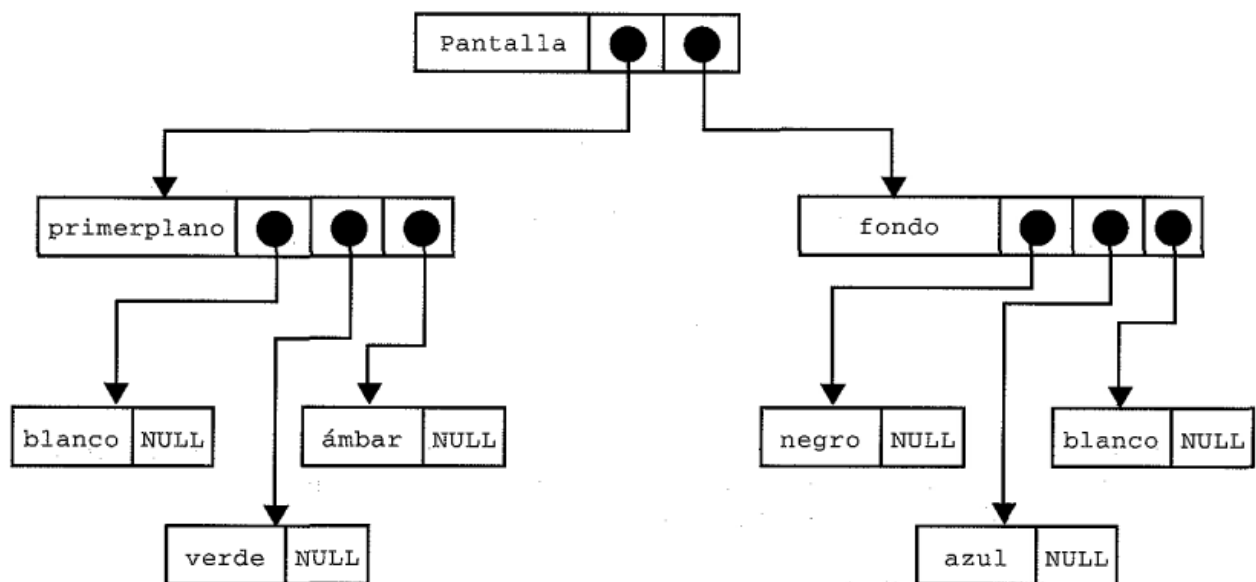 Pantalla
primerplano
fondo
blanco NULL
ámbar NULL
negro NULL
blanco NULL
verde NULL
azul NULL